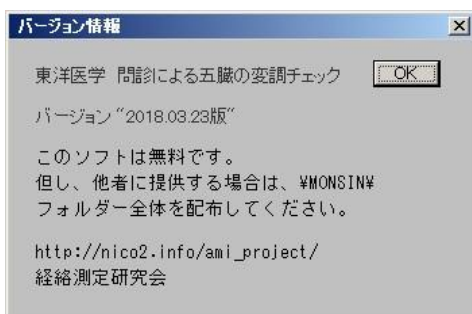 バージョン情報
東洋医学 問診による五臓の変調チェック
OK
バージョン“2018.03.23版“
このソフトは無料です。
但し、他者に提供する場合は、¥MONSIN¥
フォルダー全体を配布してください。
http://nico2.info/ami_project/
経絡測定研究会